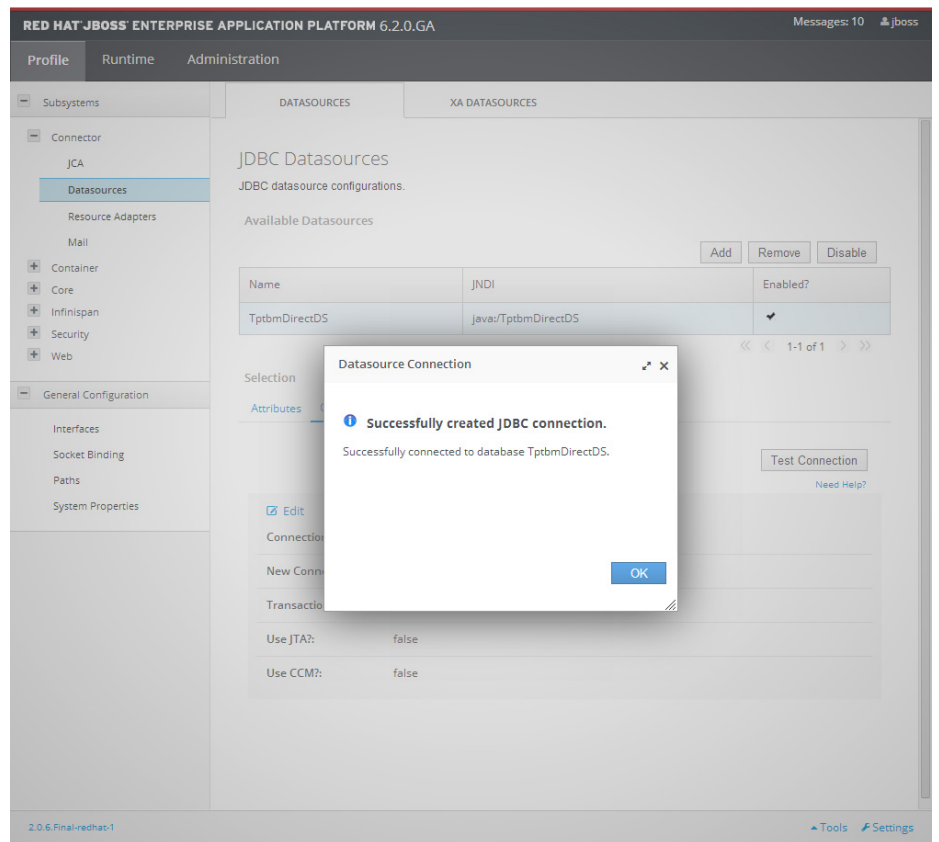 RED HAT JBOSS ENTERPRISE APPLICATION PLATFORM 6.2.0.GA
Messages: 10 jboss
Profile Runtime Administration
Subsystems
Connector
JCA
Datasources
Resource Adapters
Mail
Container
Core
Infinispan
Security
Web
General Configuration
Interfaces
Socket Binding
Paths
System Properties
DATASOURCES XA DATASOURCES
JDBC Datasources
JDBC datasource configurations.
Available Datasources
Add Remove Disable
Name JNDI Enabled?
TptbmDirectDS java:/TptbmDirectDS
1-1 of 1
Selection
Attributes
Test Connection
Need Help?
Edit
Connection
New Conn
Transactio
Use JTA?: false
Use CCM?: false
Datasource Connection
Successfully created JDBC connection.
Successfully connected to database TptbmDirectDS.
OK
2.0.6.Final-redhat-1
Tools Settings